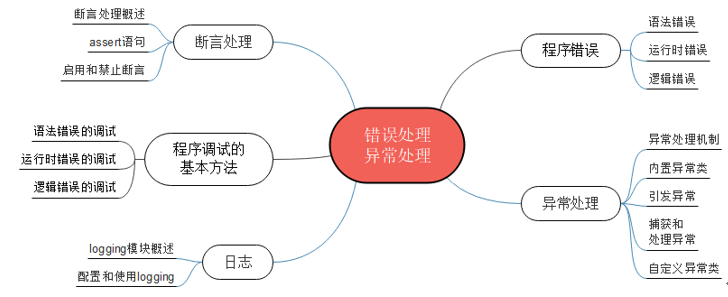 错误处理
异常处理
程序错误
语法错误
运行时错误
逻辑错误
异常处理
异常处理机制
内置异常类
引发异常
捕获和
处理异常
自定义异常类
断言处理
断言处理概述
assert语句
启用和禁止断言
程序调试的
基本方法
语法错误的调试
运行时错误的调试
逻辑错误的调试
日志
logging模块概述
配置和使用logging